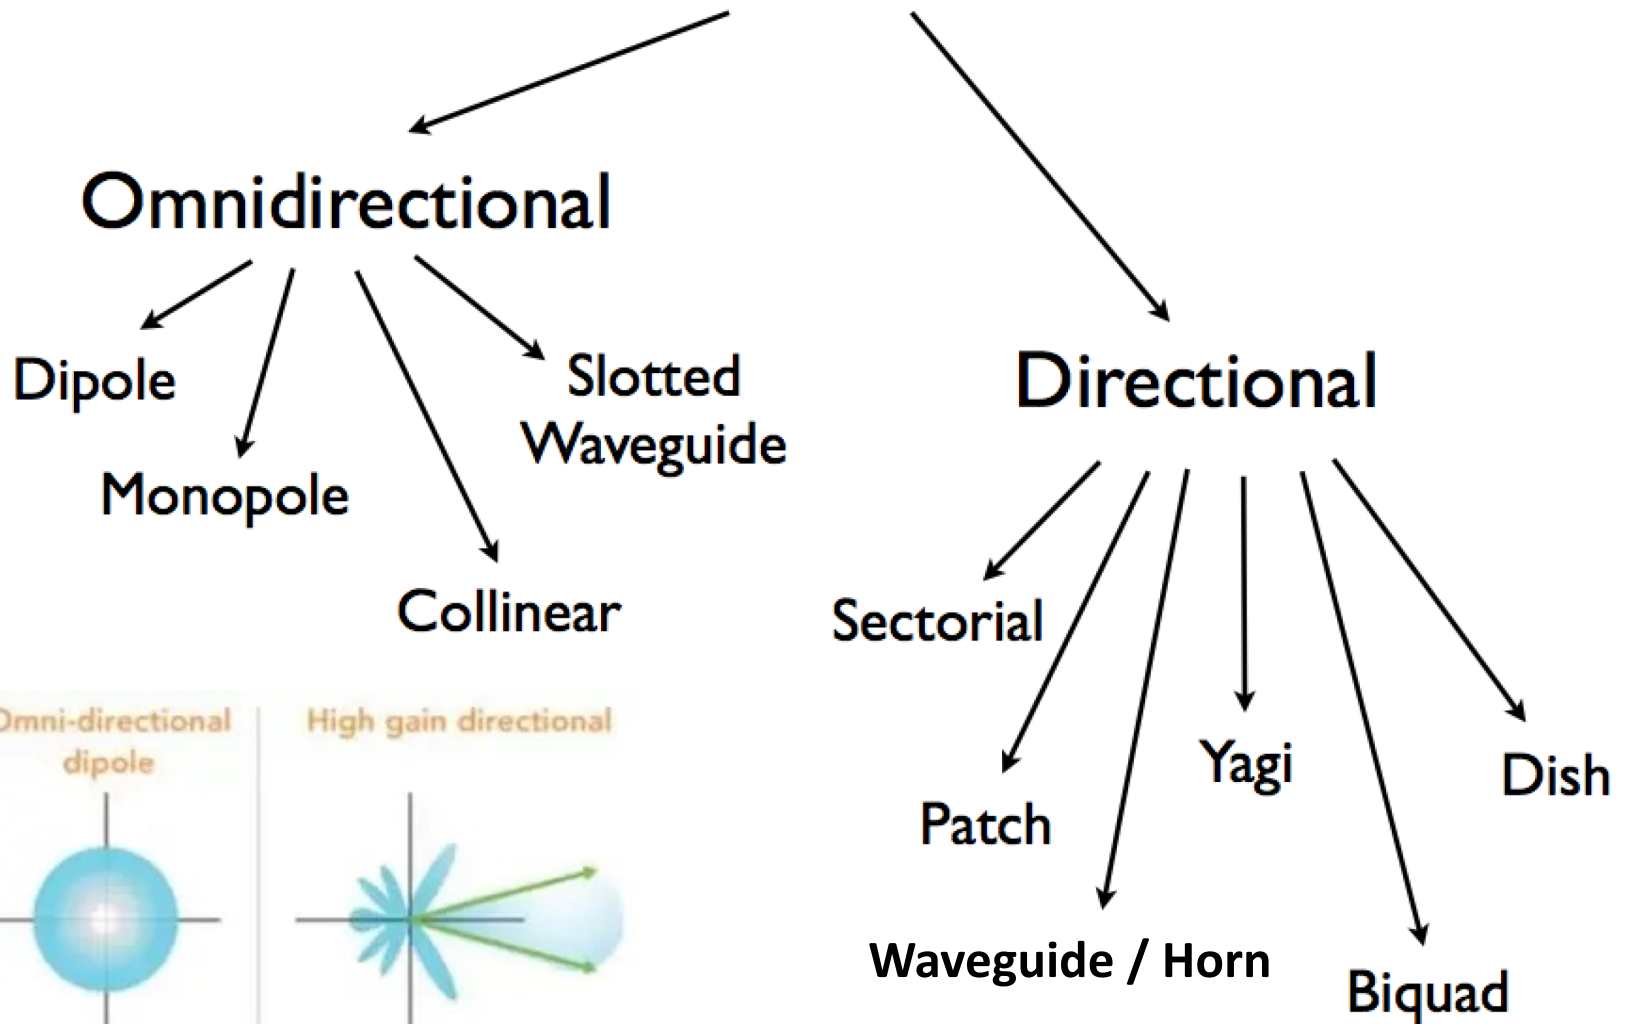 Omnidirectional
Dipole
Monopole
Collinear
Slotted
Waveguide
Directional
Sectorial
Patch
Waveguide / Horn
Yagi
Biquad
Dish
Omni-directional
dipole
High gain directional